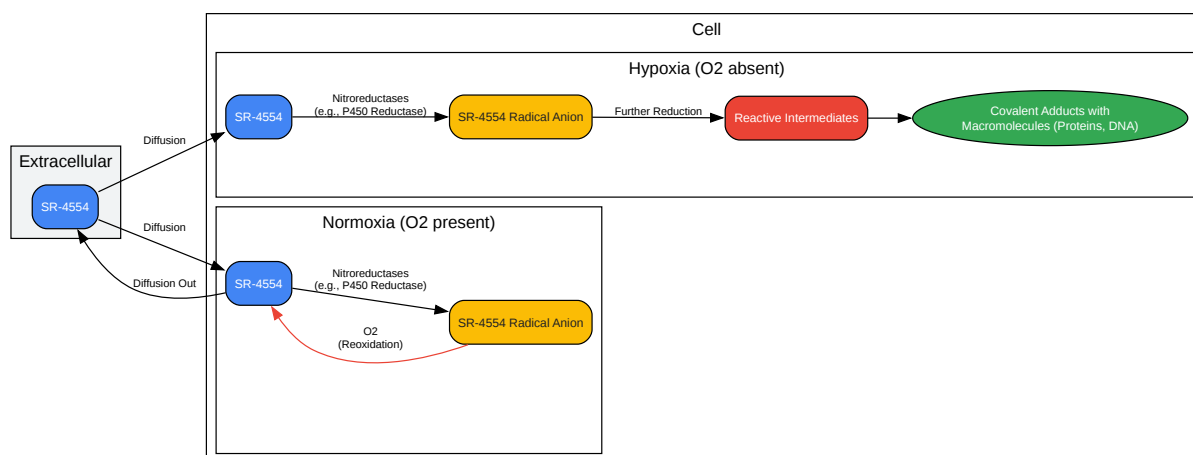 Cell
Hypoxia (O2 absent)
SR-4554
Nitroreductases
(e.g., P450 Reductase)
SR-4554 Radical Anion
Further Reduction
Reactive Intermediates
Covalent Adducts with
Macromolecules (Proteins, DNA)
Diffusion
Extracellular
SR-4554
Diffusion
Diffusion Out
Normoxia (O2 present)
SR-4554
Nitroreductases
(e.g., P450 Reductase)
SR-4554 Radical Anion
O2
(Reoxidation)